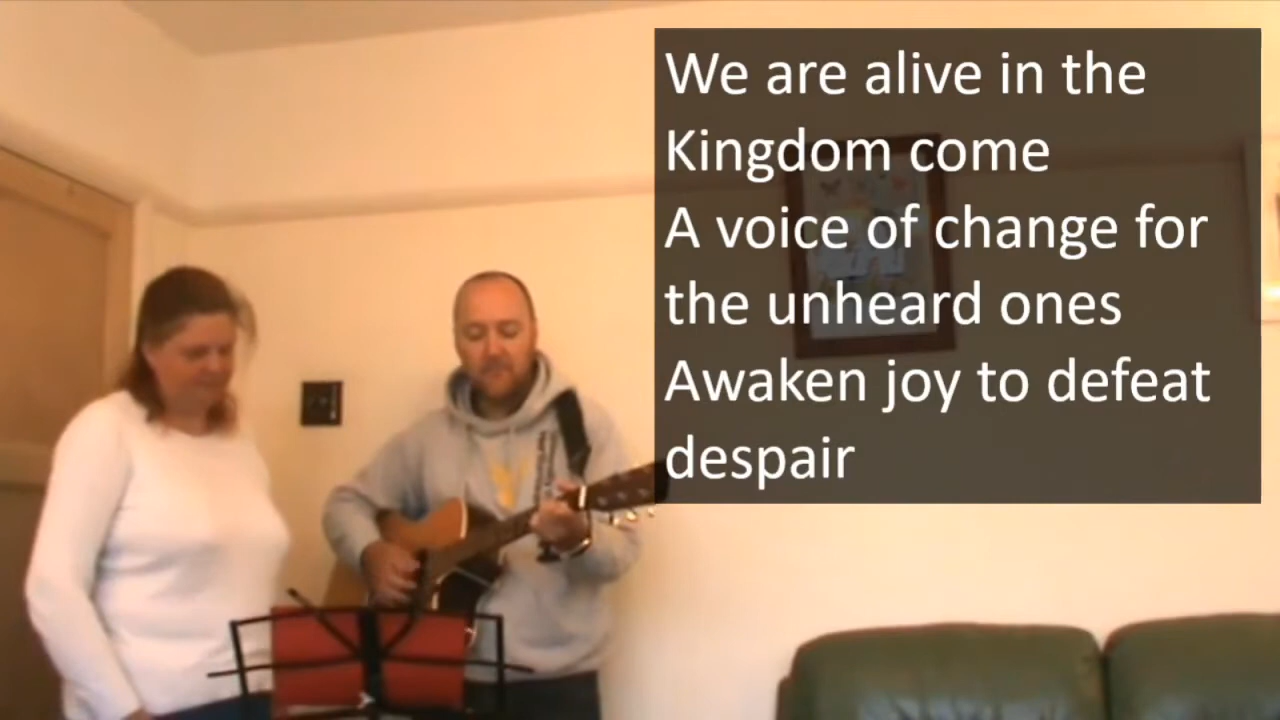 We are alive in the
Kingdom come
A voice of change for
the unheard ones
Awaken joy to defeat
despair